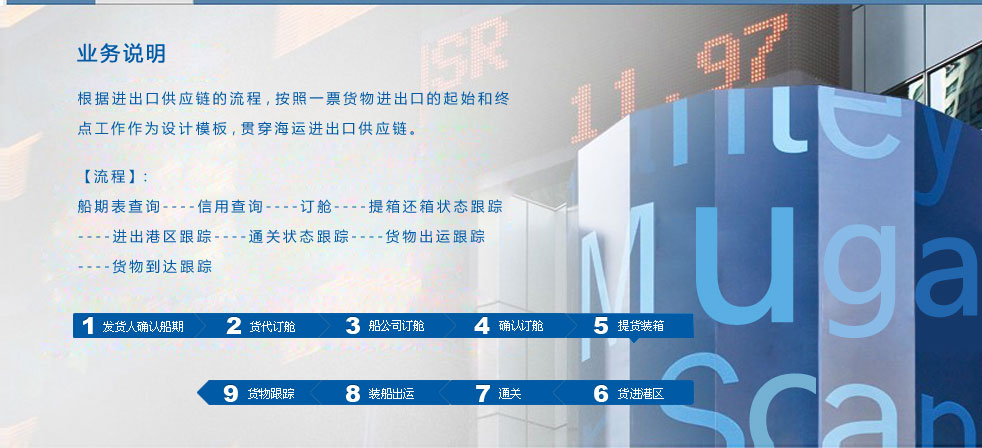 业务说明
根据进出口供应链的流程，按照一票货物进出口的起始和终
点工作作为设计模板，贯穿海运进出口供应链。
【流程】：
船期表查询----信用查询----订舱----提箱还箱状态跟踪
----进出港区跟踪----通关状态跟踪----货物出运跟踪
----货物到达跟踪
1 发货人确认船期 2 货代订舱 3 船公司订舱 4 确认订舱 5 提货装箱
9 货物跟踪 8 装船出运 7 通关 6 货进港区
ISR
11.97
Muga
Scan